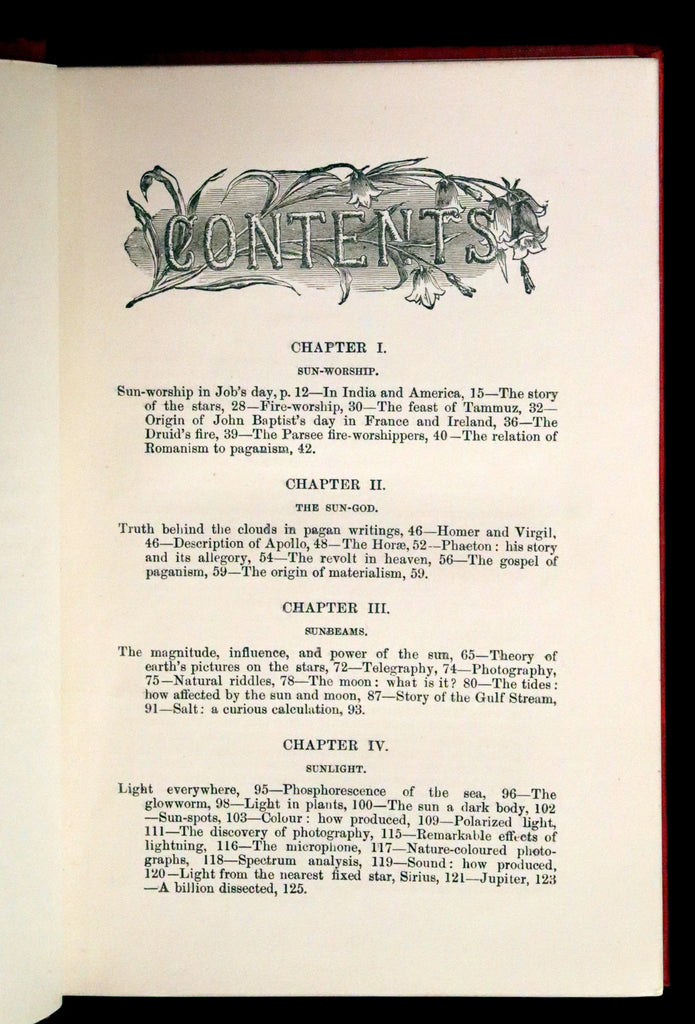 CONTENTS
CHAPTER I.
SUN-WORSHIP.
Sun-worship in Job's day, p. 12—In India and America, 15—The story
of the stars, 28—Fire-worship, 30—The feast of Tammuz, 32—
Origin of John Baptist's day in France and Ireland, 36—The
Druid's fire, 39—The Parsee fire-worshippers, 40—The relation of
Romanism to paganism, 42.
CHAPTER II.
THE SUN-GOD.
Truth behind the clouds in pagan writings, 46—Homer and Virgil,
46—Description of Apollo, 48—The Horæ, 52—Phaeton: his story
and its allegory, 54—The revolt in heaven, 56—The gospel of
paganism, 59—The origin of materialism, 59.
CHAPTER III.
SUNBEAMS.
The magnitude, influence, and power of the sun, 65—Theory of
earth's pictures on the stars, 72—Telegraphy, 74—Photography,
75—Natural riddles, 78—The moon: what is it? 80—The tides:
how affected by the sun and moon, 87—Story of the Gulf Stream,
91—Salt: a curious calculation, 93.
CHAPTER IV.
SUNLIGHT.
Light everywhere, 95—Phosphorescence of the sea, 96—The
glowworm, 98—Light in plants, 100—The sun a dark body, 102
—Sun-spots, 103—Colour: how produced, 109—Polarized light,
111—The discovery of photography, 115—Remarkable effects of
lightning, 116—The microphone, 117—Nature-coloured photo-
graphs, 118—Spectrum analysis, 119—Sound: how produced,
120—Light from the nearest fixed star, Sirius, 121—Jupiter, 123
—A billion dissected, 125.